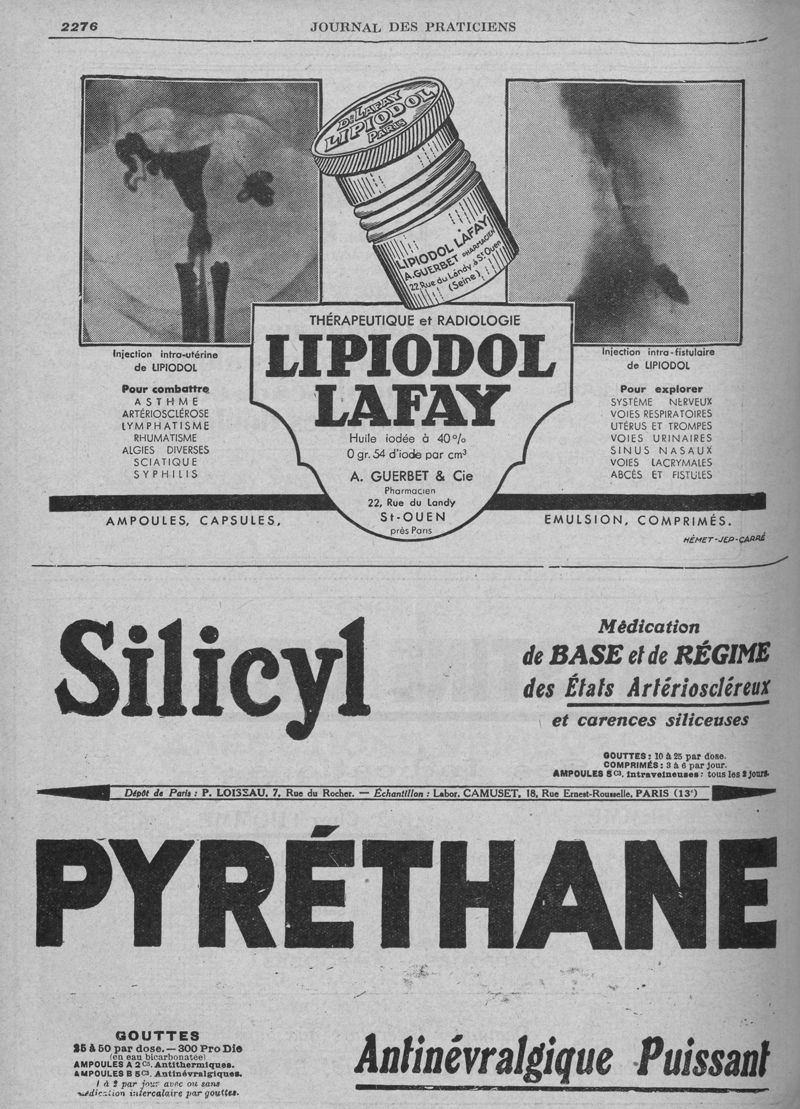 2276
JOURNAL DES PRATICIENS
Dr LAFAY
LIPIODOL
PARIS
LIPIODOL LAFAY
A. GUERBET PHARMACIEN
22, Rue du Landy à St-Ouen
(Seine)
Injection intra-utérine
de LIPIODOL
Pour combattre
ASTHME
ARTÉRIOSCLÉROSE
LYMPHATISME
RHUMATISME
ALGIES DIVERSES
SCIATIQUE
SYPHILIS
THÉRAPEUTIQUE et RADIOLOGIE
LIPIODOL
LAFAY
Huile iodée à 40%
0 gr. 54 d'iode par cm³
A. GUERBET & Cie
Pharmacien
22, Rue du Landy
St-OUEN
près Paris
Injection intra-fistulaire
de LIPIODOL
Pour explorer
SYSTÈME NERVEUX
VOIES RESPIRATOIRES
UTÉRUS ET TROMPES
VOIES URINAIRES
SINUS NASAUX
VOIES LACRYMALES
ABCÈS ET FISTULES
AMPOULES, CAPSULES,
EMULSION, COMPRIMÉS.
HÉMET-JEP-CARRÉ
Silicyl
Médication
de BASE et de RÉGIME
des États Artérioscléreux
et carences siliceuses
GOUTTES : 10 à 25 par dose.
COMPRIMÉS : 3 à 6 par jour.
AMPOULES 5 cc. intraveineuses : tous les 2 jours.
Dépôt de Paris : P. LOISEAU, 7, Rue du Rocher. — Échantillon : Labor. CAMUSET, 18, Rue Ernest-Rousselle, PARIS (13e)
PYRÉTHANE
GOUTTES
25 à 50 par dose. — 300 Pro Die
(en eau bicarbonatée)
AMPOULES A 2 cc. Antithermiques.
AMPOULES B 5 cc. Antinévralgiques.
1 à 2 par jour avec ou sans
médication intercalaire par gouttes.
Antinévralgique Puissant